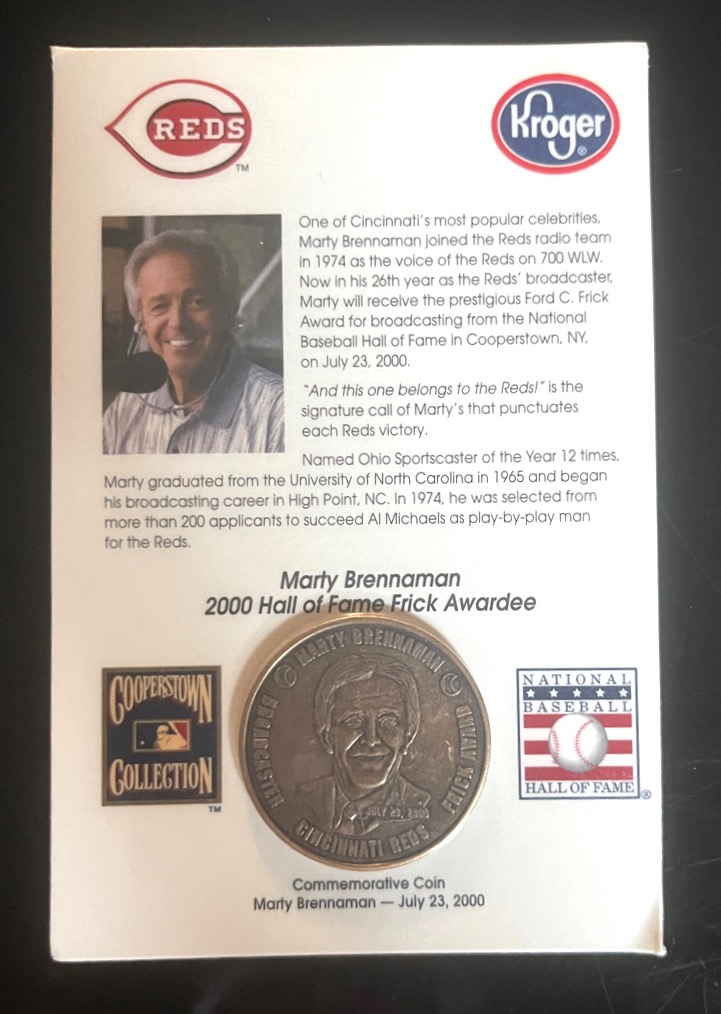 REDS
TM
Kroger
®
One of Cincinnati's most popular celebrities,
Marty Brennaman joined the Reds radio team
in 1974 as the voice of the Reds on 700 WLW.
Now in his 26th year as the Reds' broadcaster,
Marty will receive the prestigious Ford C. Frick
Award for broadcasting from the National
Baseball Hall of Fame in Cooperstown, NY,
on July 23, 2000.
"And this one belongs to the Reds!" is the
signature call of Marty's that punctuates
each Reds victory.
Named Ohio Sportscaster of the Year 12 times,
Marty graduated from the University of North Carolina in 1965 and began
his broadcasting career in High Point, NC. In 1974, he was selected from
more than 200 applicants to succeed Al Michaels as play-by-play man
for the Reds.
Marty Brennaman
2000 Hall of Fame Frick Awardee
COOPERSTOWN
COLLECTION
TM
MARTY BRENNAMAN
BROADCASTER
FRICK AWARD
JULY 23, 2000
CINCINNATI REDS
NATIONAL
BASEBALL
HALL OF FAME
®
Commemorative Coin
Marty Brennaman — July 23, 2000